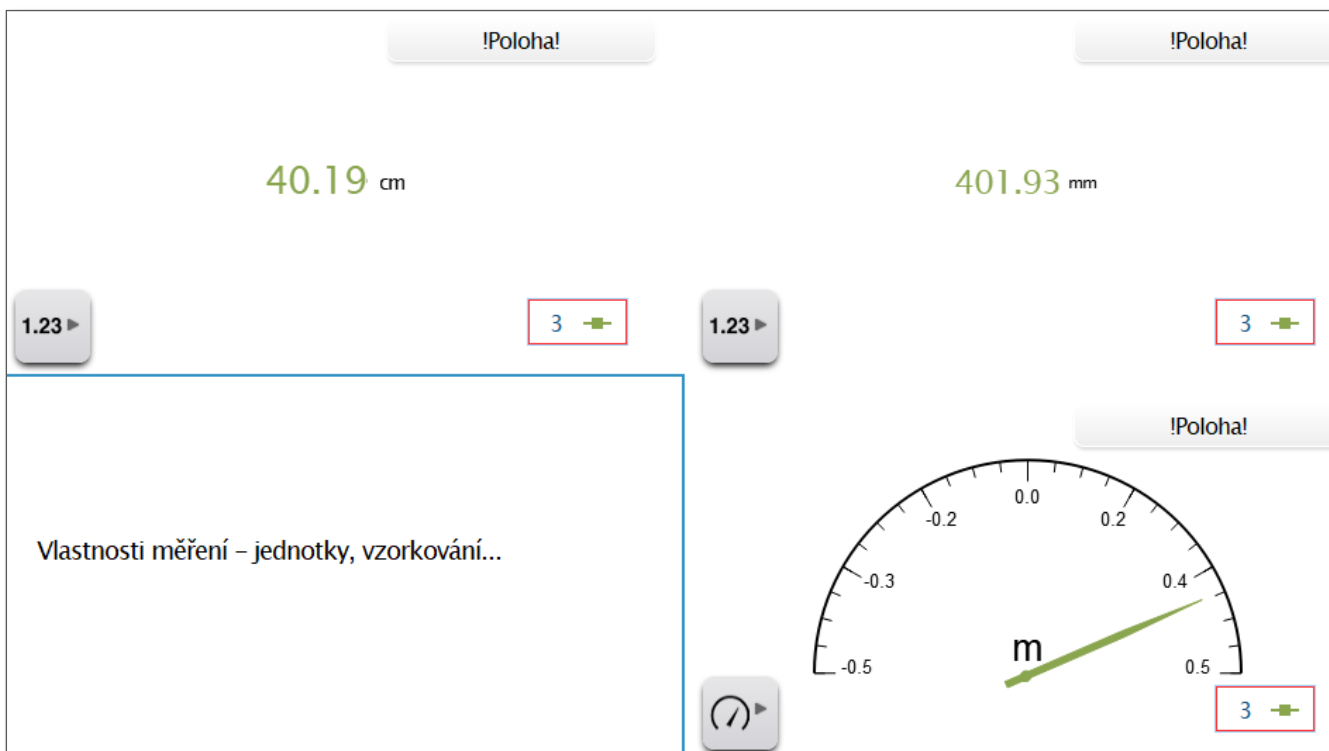 !Poloha!
40.19 cm
1.23
3
!Poloha!
401.93 mm
1.23
3
Vlastnosti měření – jednotky, vzorkování...
!Poloha!
0.0
-0.2
0.2
-0.3
0.4
m
-0.5
0.5
3